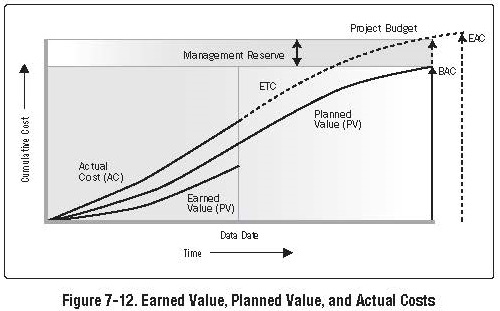 Project Budget
EAC
Management Reserve
BAC
ETC
Cumulative Cost
Planned
Value (PV)
Actual
Cost (AC)
Earned
Value (PV)
Data Date
Time
Figure 7-12. Earned Value, Planned Value, and Actual Costs